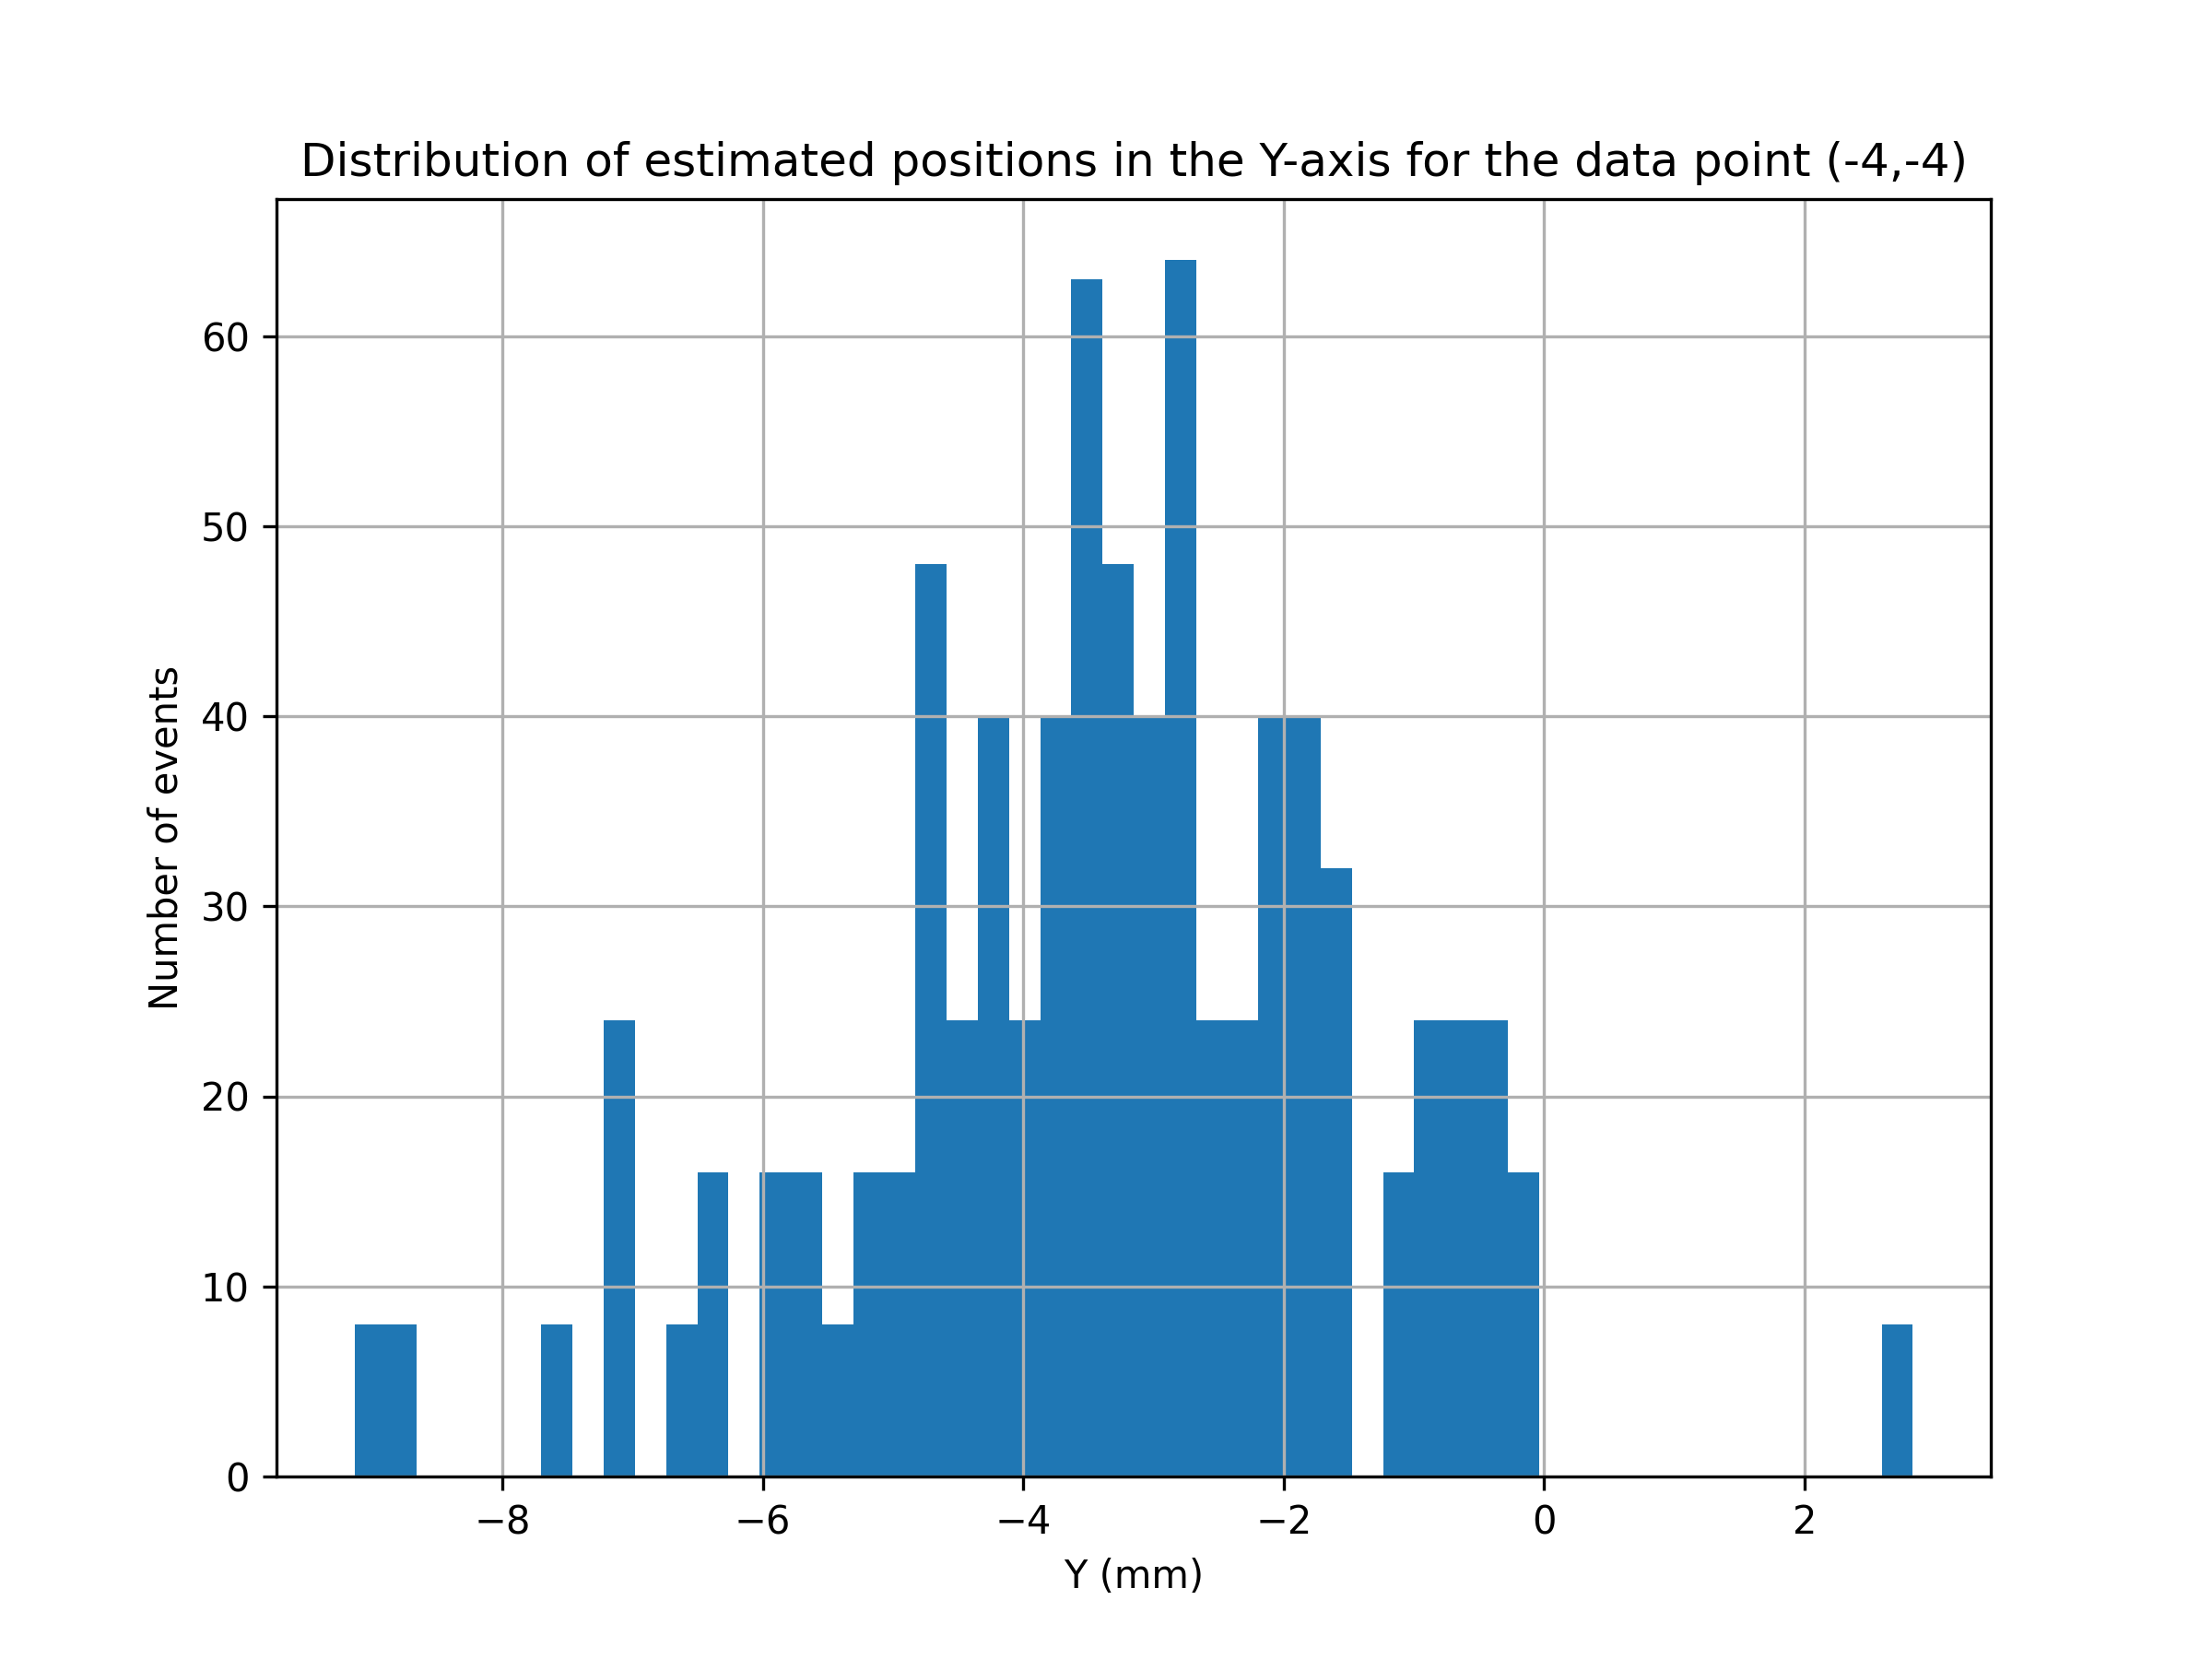 Distribution of estimated positions in the Y-axis for the data point (-4,-4)
60
50
40
30
20
10
0
Number of events
−8 −6 −4 −2 0 2
Y (mm)